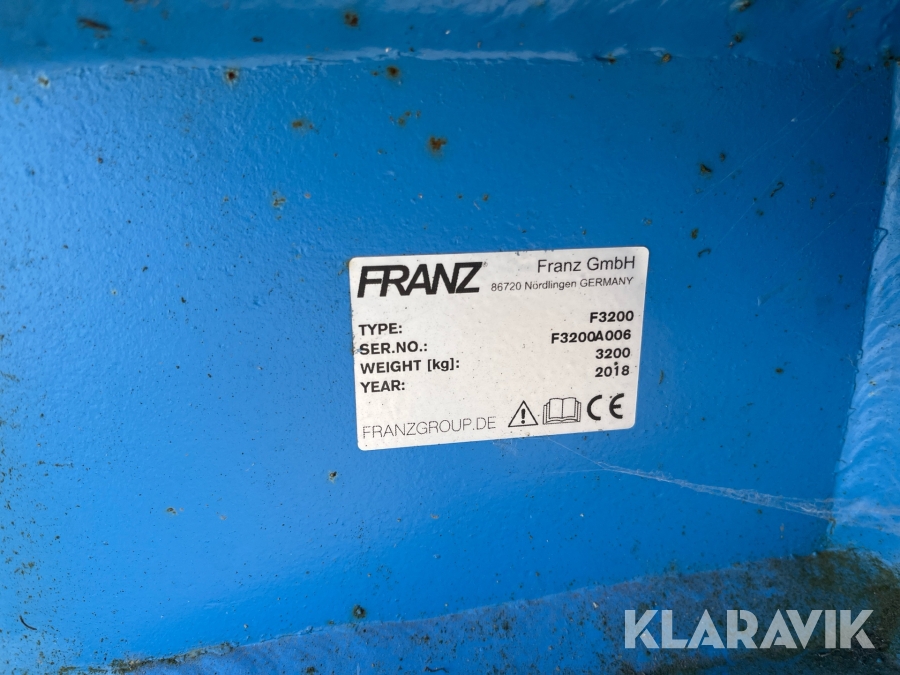 FRANZ®
Franz GmbH
86720 Nördlingen GERMANY
TYPE: F3200
SER.NO.: F3200A006
WEIGHT [kg]: 3200
YEAR: 2018
FRANZGROUP.DE CE
KLARAVIK